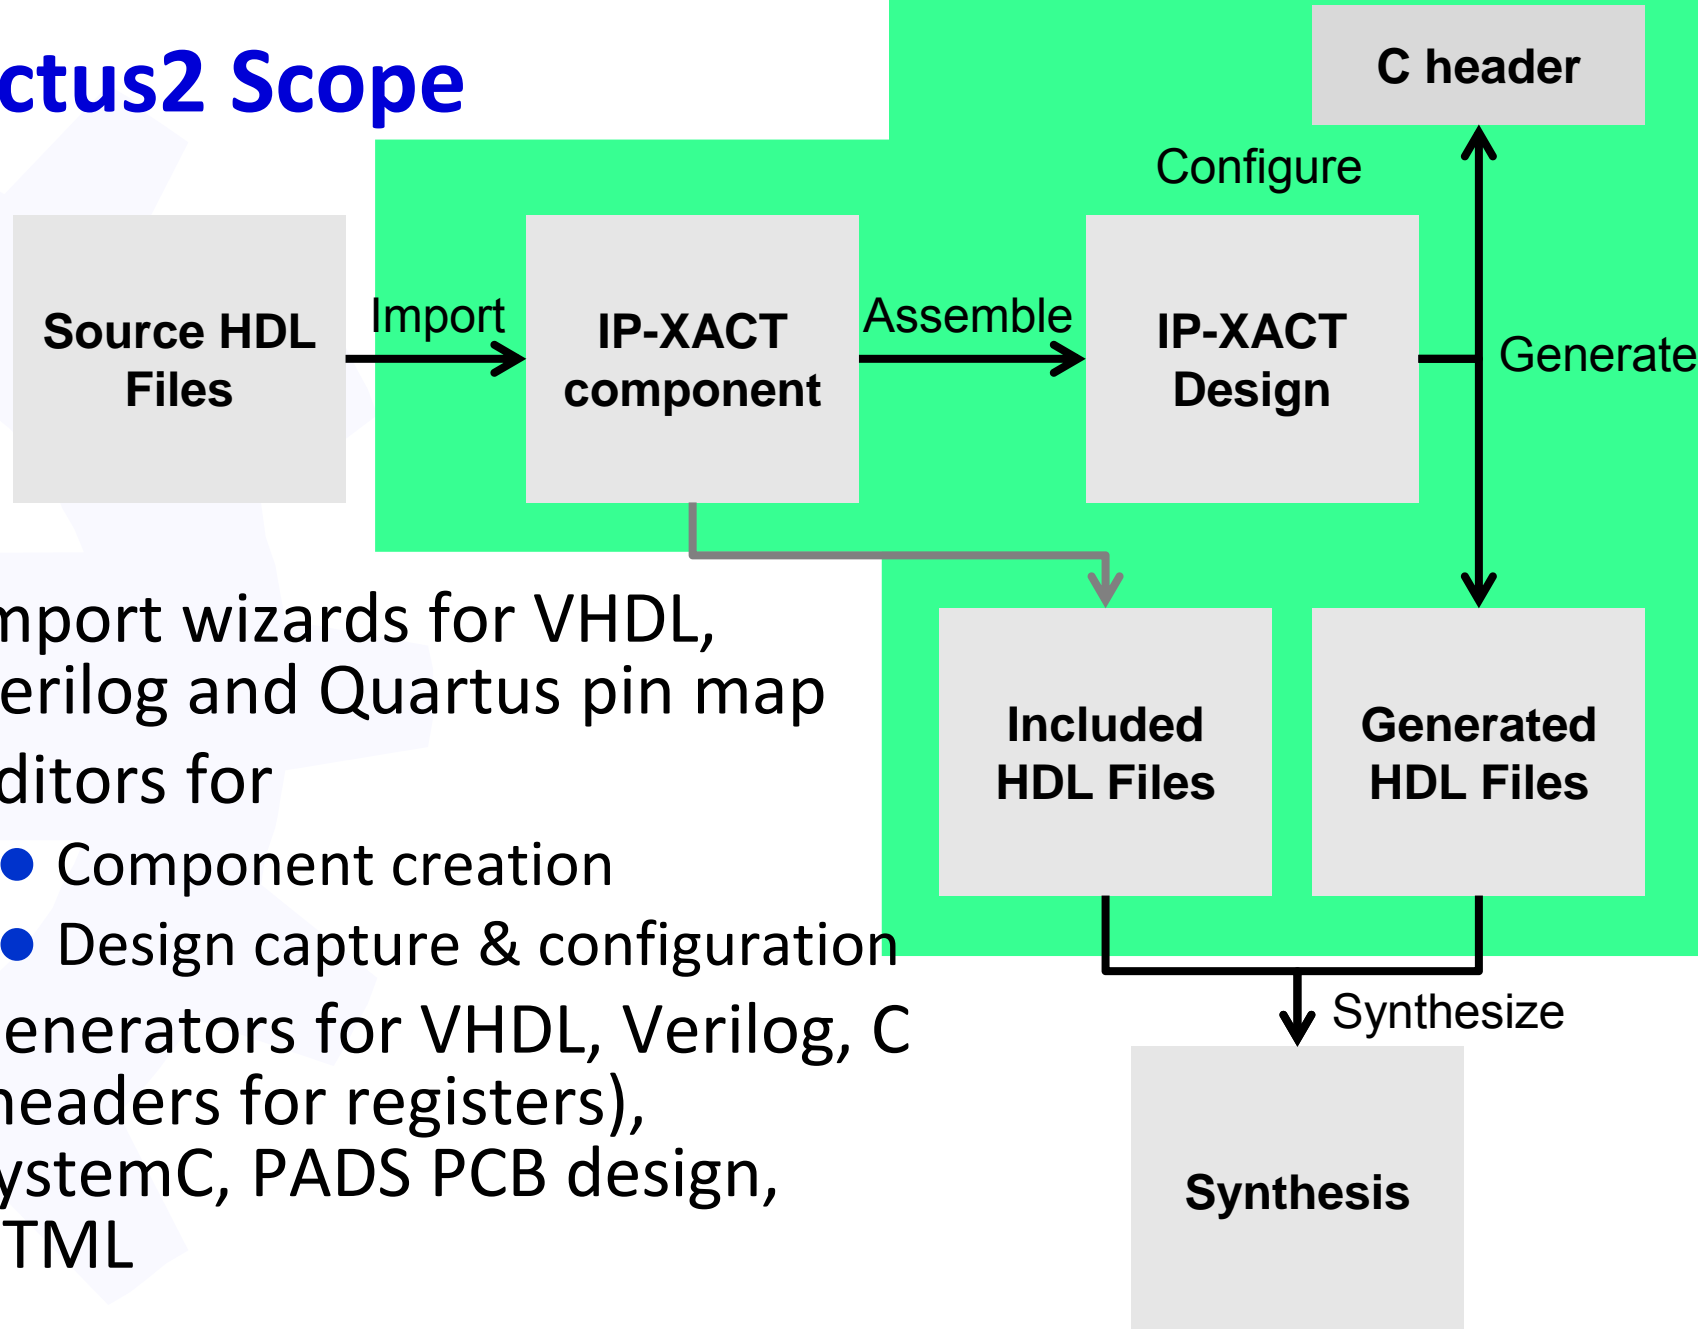 ctus2 Scope
C header
Configure
Source HDL
Files
Import
IP-XACT
component
Assemble
IP-XACT
Design
Generate
mport wizards for VHDL,
erilog and Quartus pin map
ditors for
Component creation
Design capture & configuration
enerators for VHDL, Verilog, C
headers for registers),
ystemC, PADS PCB design,
TML
Included
HDL Files
Generated
HDL Files
Synthesize
Synthesis